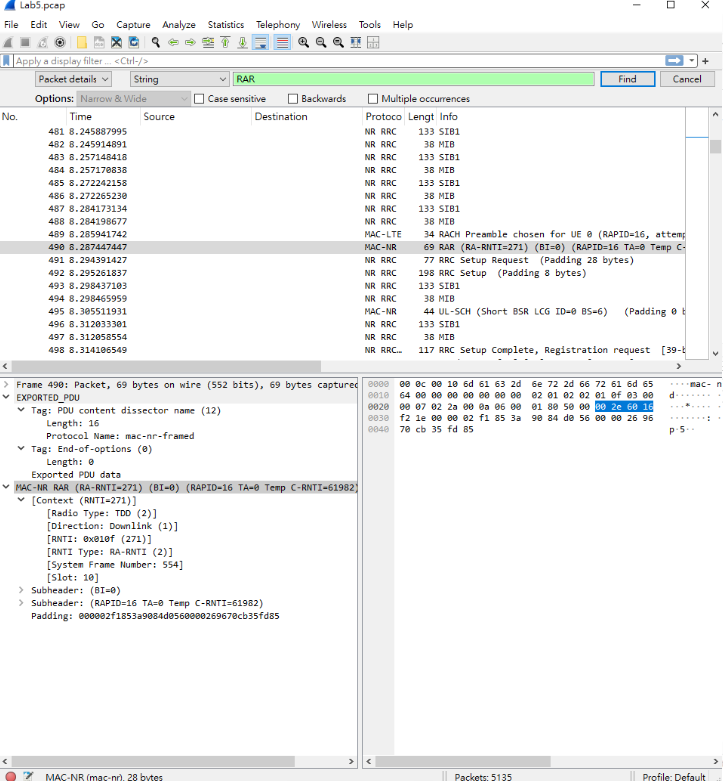 Lab5.pcap
File Edit View Go Capture Analyze Statistics Telephony Wireless Tools Help
Apply a display filter ... <Ctrl-/>
Packet details String RAR Find Cancel
Options: Narrow & Wide Case sensitive Backwards Multiple occurrences
No. Time Source Destination Protoco Lengt Info
481 8.245887995 NR RRC 133 SIB1
482 8.245914891 NR RRC 38 MIB
483 8.257148418 NR RRC 133 SIB1
484 8.257170838 NR RRC 38 MIB
485 8.272242158 NR RRC 133 SIB1
486 8.272265230 NR RRC 38 MIB
487 8.284173134 NR RRC 133 SIB1
488 8.284198677 NR RRC 38 MIB
489 8.285941742 MAC-LTE 34 RACH Preamble chosen for UE 0 (RAPID=16, attemp
490 8.287447447 MAC-NR 69 RAR (RA-RNTI=271) (BI=0) (RAPID=16 TA=0 Temp C-
491 8.294391427 NR RRC 77 RRC Setup Request (Padding 28 bytes)
492 8.295261837 NR RRC 198 RRC Setup (Padding 8 bytes)
493 8.298437103 NR RRC 133 SIB1
494 8.298465959 NR RRC 38 MIB
495 8.305511931 MAC-NR 44 UL-SCH (Short BSR LCG ID=0 BS=6) (Padding 0 b
496 8.312033301 NR RRC 133 SIB1
497 8.312058554 NR RRC 38 MIB
498 8.314106549 NR RRC… 117 RRC Setup Complete, Registration request [39-b
Frame 490: Packet, 69 bytes on wire (552 bits), 69 bytes captured
EXPORTED_PDU
Tag: PDU content dissector name (12)
Length: 16
Protocol Name: mac-nr-framed
Tag: End-of-options (0)
Length: 0
Exported PDU data
MAC-NR RAR (RA-RNTI=271) (BI=0) (RAPID=16 TA=0 Temp C-RNTI=61982)
[Context (RNTI=271)]
[Radio Type: TDD (2)]
[Direction: Downlink (1)]
[RNTI: 0x010f (271)]
[RNTI Type: RA-RNTI (2)]
[System Frame Number: 554]
[Slot: 10]
Subheader: (BI=0)
Subheader: (RAPID=16 TA=0 Temp C-RNTI=61982)
Padding: 000002f1853a9084d0560000269670cb35fd85
0000 00 0c 00 10 6d 61 63 2d 6e 72 2d 66 72 61 6d 65 ····mac- n
0010 64 00 00 00 00 00 00 00 02 01 02 02 01 0f 03 00 d······· ·
0020 00 07 02 2a 00 0a 06 00 01 80 50 00 00 2e 60 16 ···*···· ·
0030 f2 1e 00 00 02 f1 85 3a 90 84 d0 56 00 00 26 96 ·······: ·
0040 70 cb 35 fd 85 p·5··
MAC-NR (mac-nr), 28 bytes Packets: 5135 Profile: Default